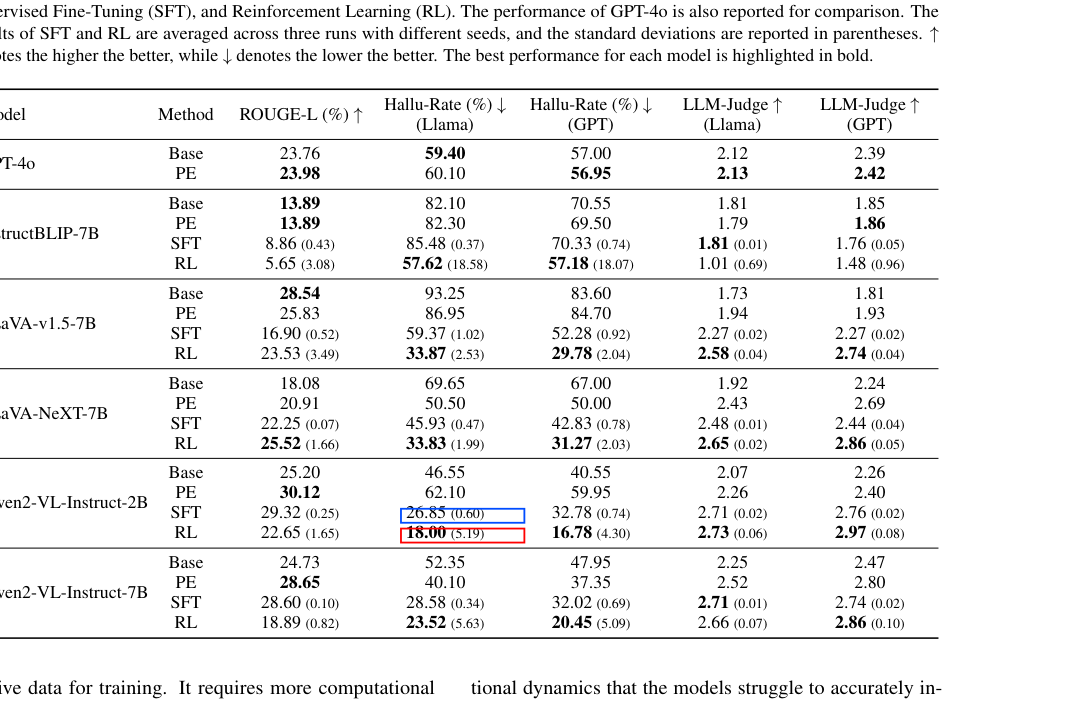 ervised Fine-Tuning (SFT), and Reinforcement Learning (RL). The performance of GPT-4o is also reported for comparison. The
lts of SFT and RL are averaged across three runs with different seeds, and the standard deviations are reported in parentheses. ↑
otes the higher the better, while ↓ denotes the lower the better. The best performance for each model is highlighted in bold.
odel Method ROUGE-L (%) ↑ Hallu-Rate (%) ↓ (Llama) Hallu-Rate (%) ↓ (GPT) LLM-Judge ↑ (Llama) LLM-Judge ↑ (GPT)
PT-4o
Base 23.76 59.40 57.00 2.12 2.39
PE 23.98 60.10 56.95 2.13 2.42
structBLIP-7B
Base 13.89 82.10 70.55 1.81 1.85
PE 13.89 82.30 69.50 1.79 1.86
SFT 8.86 (0.43) 85.48 (0.37) 70.33 (0.74) 1.81 (0.01) 1.76 (0.05)
RL 5.65 (3.08) 57.62 (18.58) 57.18 (18.07) 1.01 (0.69) 1.48 (0.96)
aVA-v1.5-7B
Base 28.54 93.25 83.60 1.73 1.81
PE 25.83 86.95 84.70 1.94 1.93
SFT 16.90 (0.52) 59.37 (1.02) 52.28 (0.92) 2.27 (0.02) 2.27 (0.02)
RL 23.53 (3.49) 33.87 (2.53) 29.78 (2.04) 2.58 (0.04) 2.74 (0.04)
aVA-NeXT-7B
Base 18.08 69.65 67.00 1.92 2.24
PE 20.91 50.50 50.00 2.43 2.69
SFT 22.25 (0.07) 45.93 (0.47) 42.83 (0.78) 2.48 (0.01) 2.44 (0.04)
RL 25.52 (1.66) 33.83 (1.99) 31.27 (2.03) 2.65 (0.02) 2.86 (0.05)
wen2-VL-Instruct-2B
Base 25.20 46.55 40.55 2.07 2.26
PE 30.12 62.10 59.95 2.26 2.40
SFT 29.32 (0.25) 26.85 (0.60) 32.78 (0.74) 2.71 (0.02) 2.76 (0.02)
RL 22.65 (1.65) 18.00 (5.19) 16.78 (4.30) 2.73 (0.06) 2.97 (0.08)
wen2-VL-Instruct-7B
Base 24.73 52.35 47.95 2.25 2.47
PE 28.65 40.10 37.35 2.52 2.80
SFT 28.60 (0.10) 28.58 (0.34) 32.02 (0.69) 2.71 (0.01) 2.74 (0.02)
RL 18.89 (0.82) 23.52 (5.63) 20.45 (5.09) 2.66 (0.07) 2.86 (0.10)
ive data for training. It requires more computational
tional dynamics that the models struggle to accurately in-